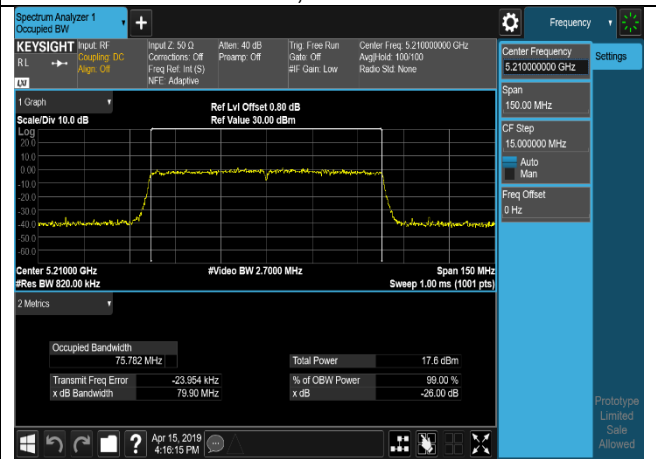 Spectrum Analyzer 1
Occupied BW
Frequency
KEYSIGHT
RL
LXI
Input: RF
Coupling: DC
Align: Off
Input Z: 50 Ω
Corrections: Off
Freq Ref: Int (S)
NFE: Adaptive
Atten: 40 dB
Preamp: Off
Trig: Free Run
Gate: Off
#IF Gain: Low
Center Freq: 5.210000000 GHz
Avg|Hold: 100/100
Radio Std: None
Center Frequency
5.210000000 GHz
Settings
Span
150.00 MHz
CF Step
15.000000 MHz
Auto
Man
Freq Offset
0 Hz
1 Graph
Scale/Div 10.0 dB
Ref Lvl Offset 0.80 dB
Ref Value 30.00 dBm
Log
20.0
10.0
0.00
-10.0
-20.0
-30.0
-40.0
-50.0
-60.0
Center 5.21000 GHz
#Res BW 820.00 kHz
#Video BW 2.7000 MHz
Span 150 MHz
Sweep 1.00 ms (1001 pts)
2 Metrics
Occupied Bandwidth
75.782 MHz
Total Power 17.6 dBm
Transmit Freq Error -23.954 kHz
% of OBW Power 99.00 %
x dB Bandwidth 79.90 MHz
x dB -26.00 dB
Prototype
Limited
Sale
Allowed
?
Apr 15, 2019
4:16:15 PM